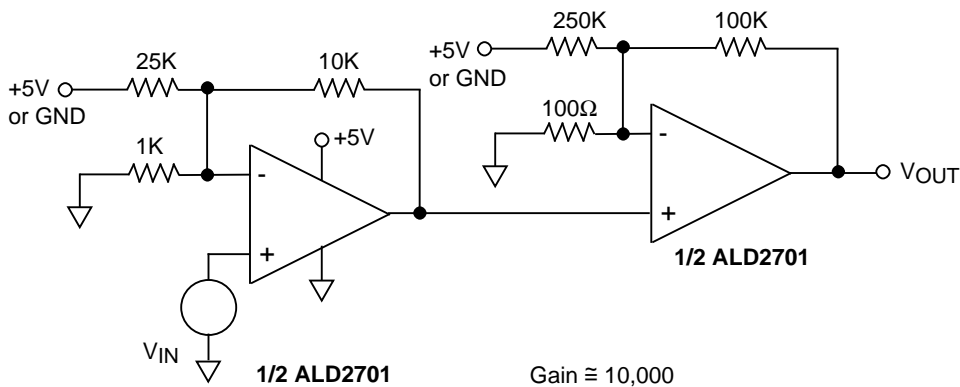 250K
100K
+5V
or GND
25K
10K
+5V
or GND
100Ω
-
+5V
1K
-
VOUT
+
+
1/2 ALD2701
VIN
1/2 ALD2701
Gain ≅ 10,000